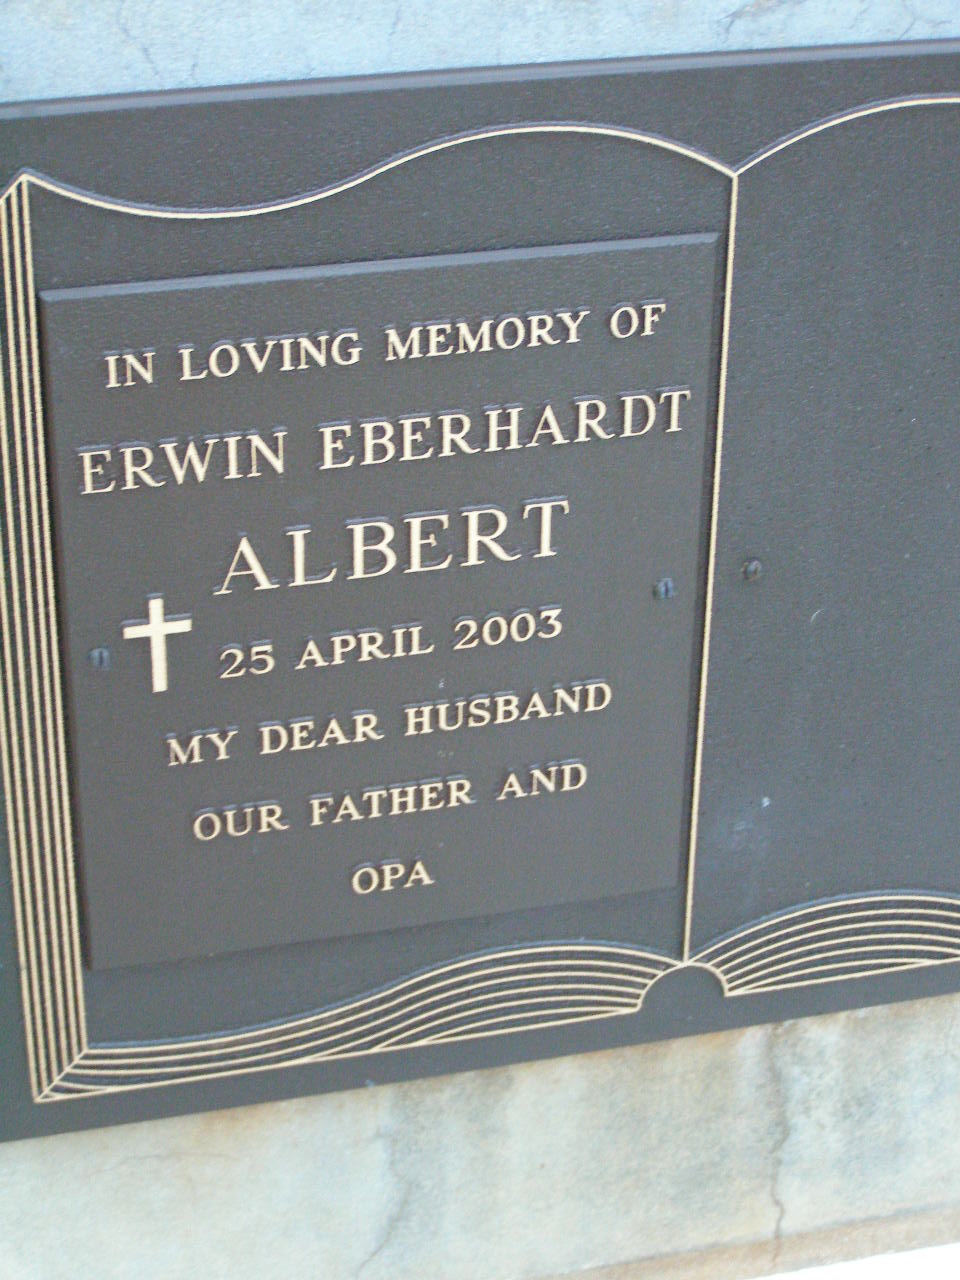 IN LOVING MEMORY OF
ERWIN EBERHARDT
ALBERT
25 APRIL 2003
MY DEAR HUSBAND
OUR FATHER AND
OPA